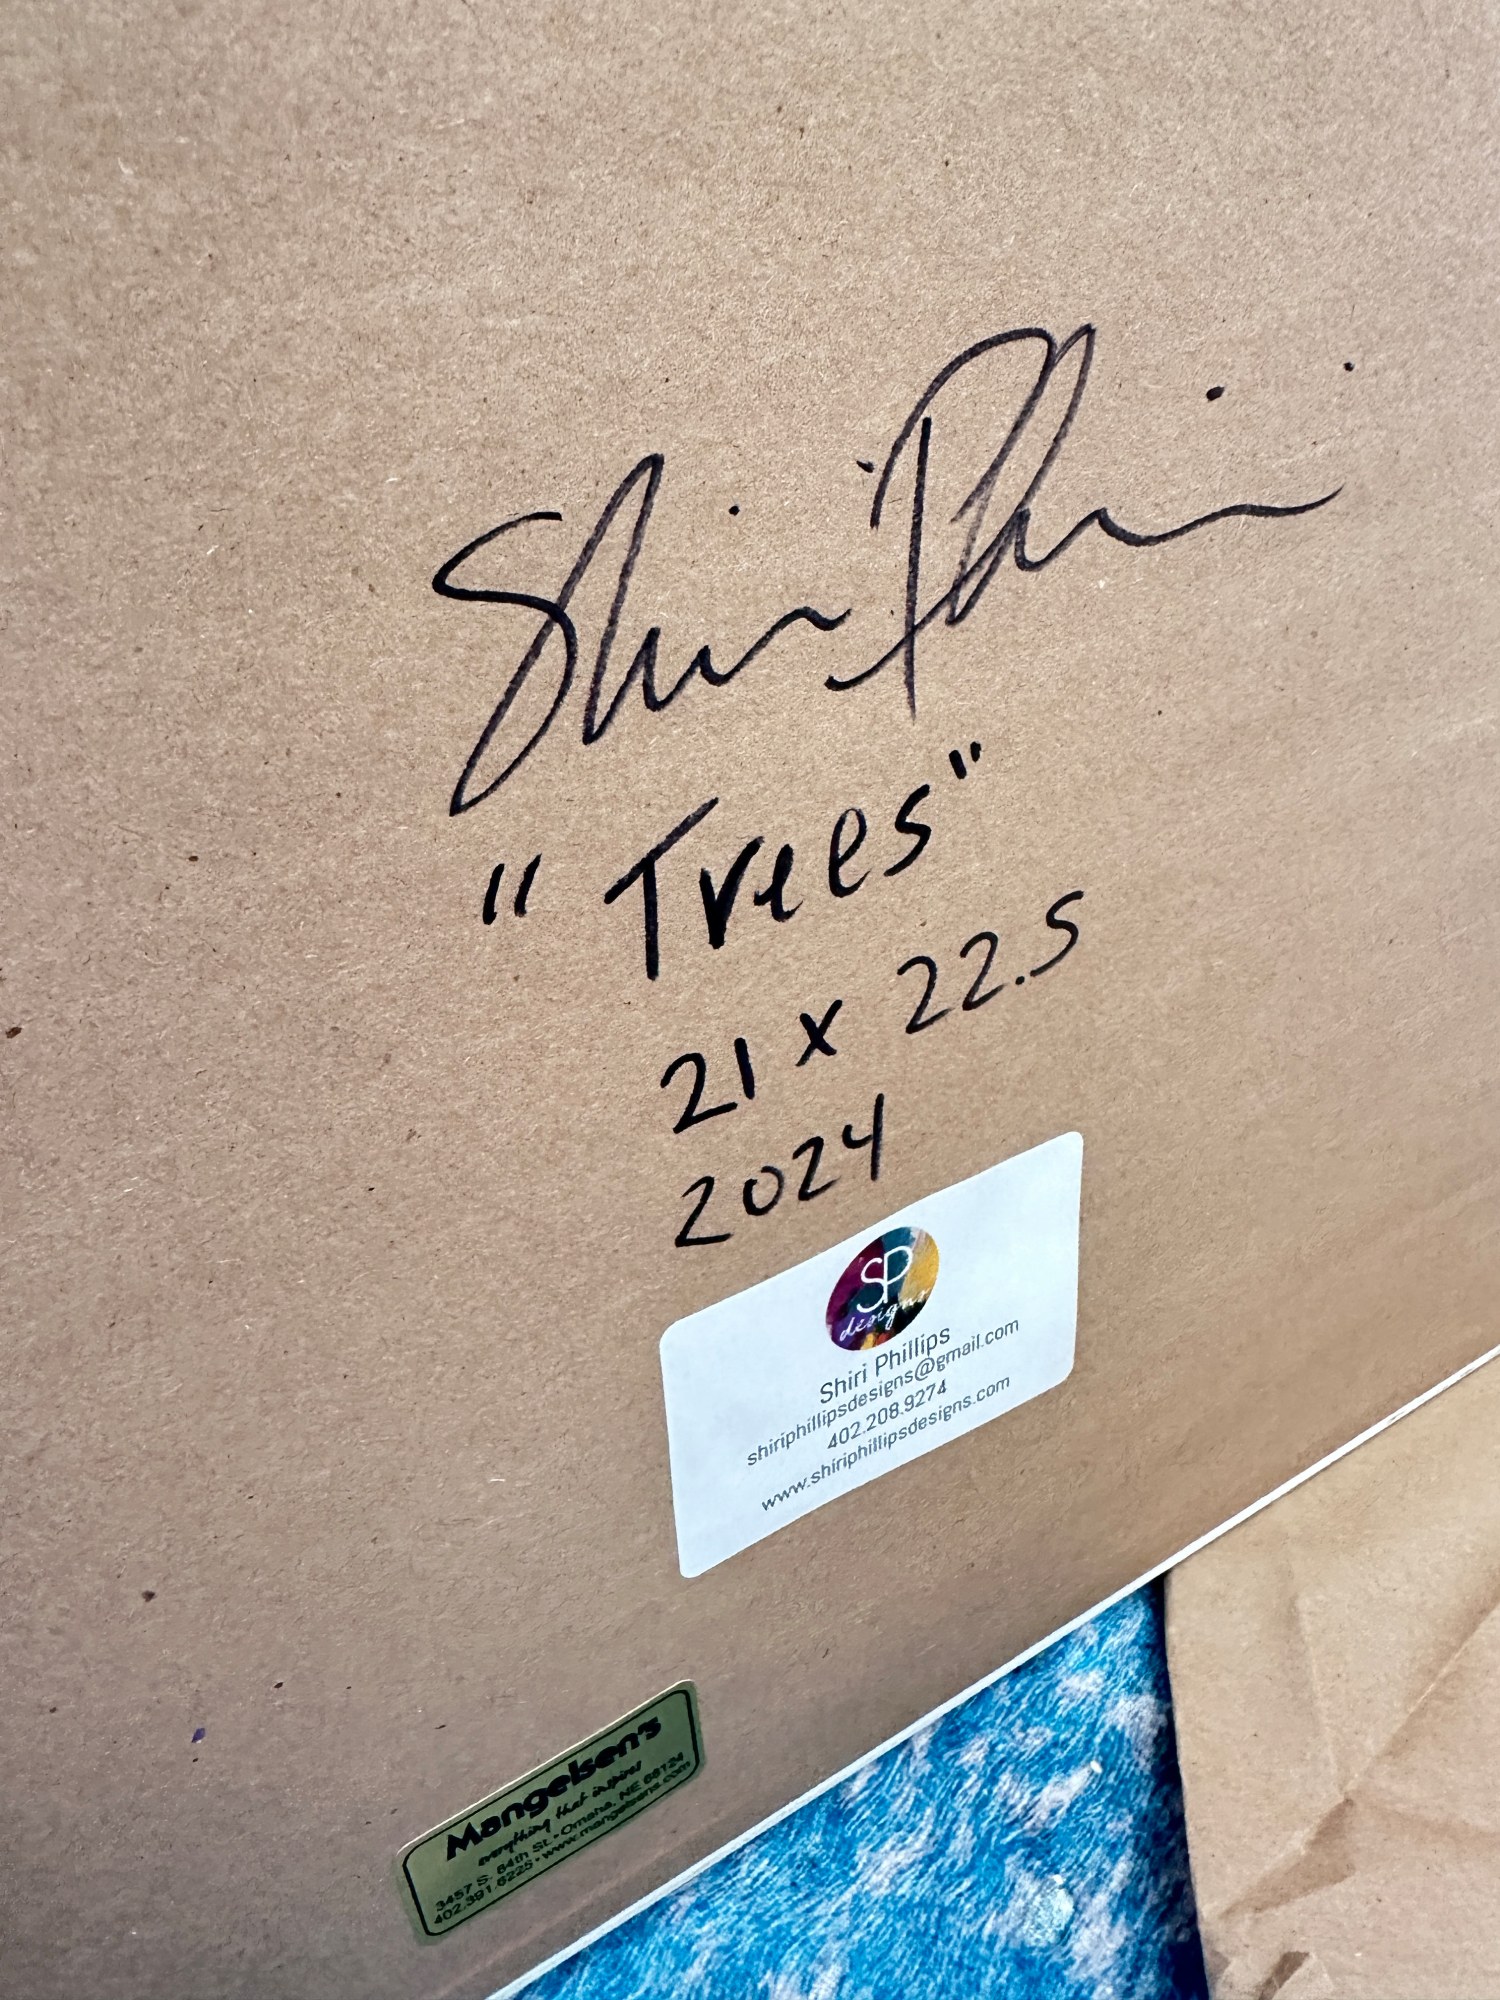 Shiri Phi
"Trees"
21 x 22.5
2024
SP
designs
Shiri Phillips
shiriphillipsdesigns@gmail.com
402.208.9274
www.shiriphillipsdesigns.com
Mangelsen's
everything that inspires
3457 S. 84th St. • Omaha, NE 68124
402.391.6225 • www.mangelsens.com